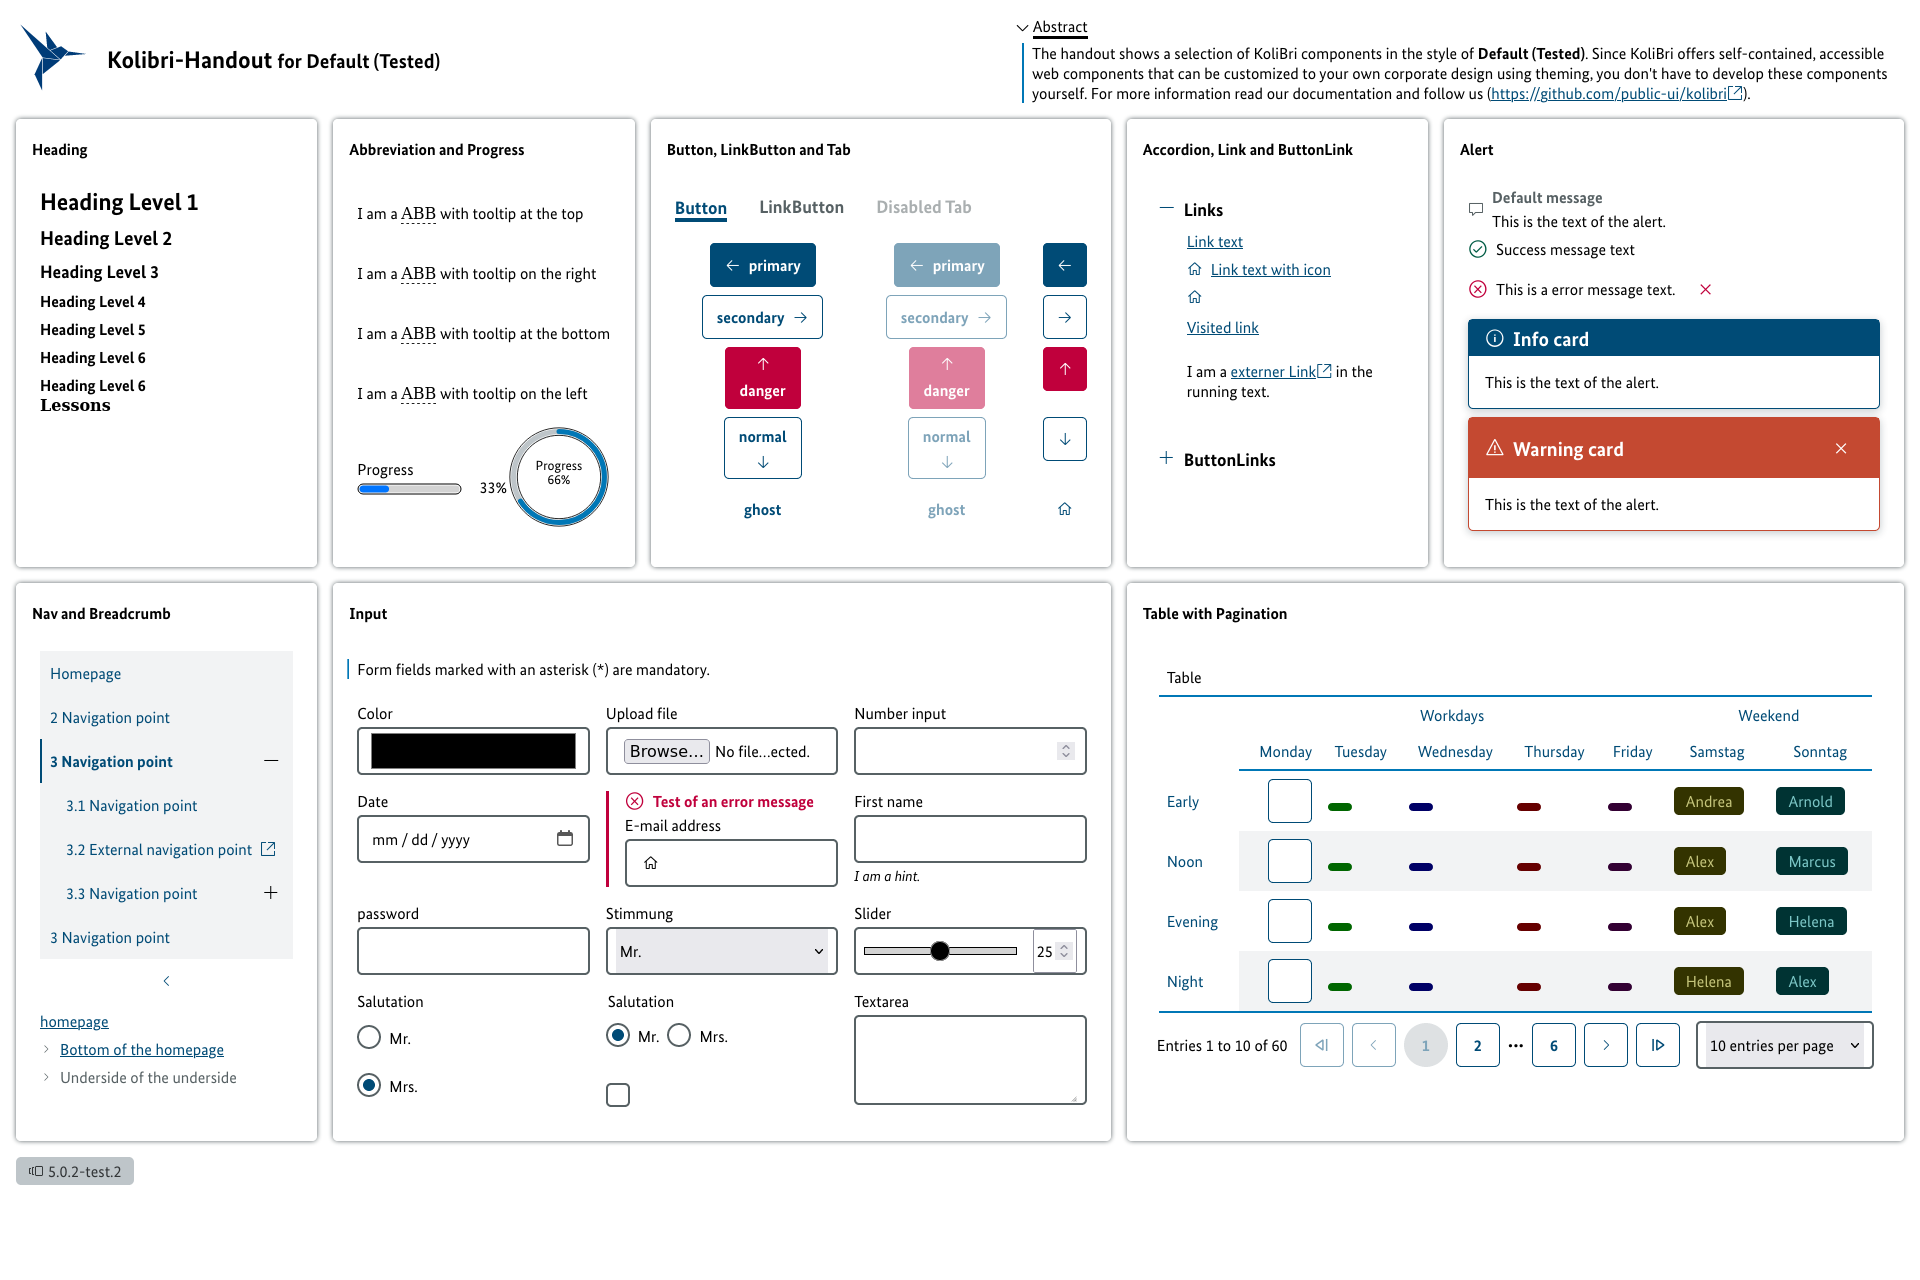 Kolibri-Handout for Default (Tested)
Abstract
The handout shows a selection of KoliBri components in the style of Default (Tested). Since KoliBri offers self-contained, accessible
web components that can be customized to your own corporate design using theming, you don't have to develop these components
yourself. For more information read our documentation and follow us (https://github.com/public-ui/kolibri).
Heading
Heading Level 1
Heading Level 2
Heading Level 3
Heading Level 4
Heading Level 5
Heading Level 6
Heading Level 6
Lessons
Abbreviation and Progress
I am a ABB with tooltip at the top
I am a ABB with tooltip on the right
I am a ABB with tooltip at the bottom
I am a ABB with tooltip on the left
Progress
33%
Progress
66%
Button, LinkButton and Tab
Button LinkButton Disabled Tab
primary primary
secondary secondary
danger danger
normal normal
ghost ghost
Accordion, Link and ButtonLink
Links
Link text
Link text with icon
Visited link
I am a externer Link in the
running text.
ButtonLinks
Alert
Default message
This is the text of the alert.
Success message text
This is a error message text.
Info card
This is the text of the alert.
Warning card
This is the text of the alert.
Nav and Breadcrumb
Homepage
2 Navigation point
3 Navigation point
3.1 Navigation point
3.2 External navigation point
3.3 Navigation point
3 Navigation point
homepage
Bottom of the homepage
Underside of the underside
Input
Form fields marked with an asterisk (*) are mandatory.
Color
Upload file
Browse... No file...ected.
Number input
Date
mm / dd / yyyy
Test of an error message
E-mail address
First name
I am a hint.
password
Stimmung
Mr.
Slider
25
Salutation
Mr.
Mrs.
Salutation
Mr. Mrs.
Textarea
Table with Pagination
Table
Workdays Weekend
Monday Tuesday Wednesday Thursday Friday Samstag Sonntag
Early Andrea Arnold
Noon Alex Marcus
Evening Alex Helena
Night Helena Alex
Entries 1 to 10 of 60 1 2 ··· 6 10 entries per page
5.0.2-test.2